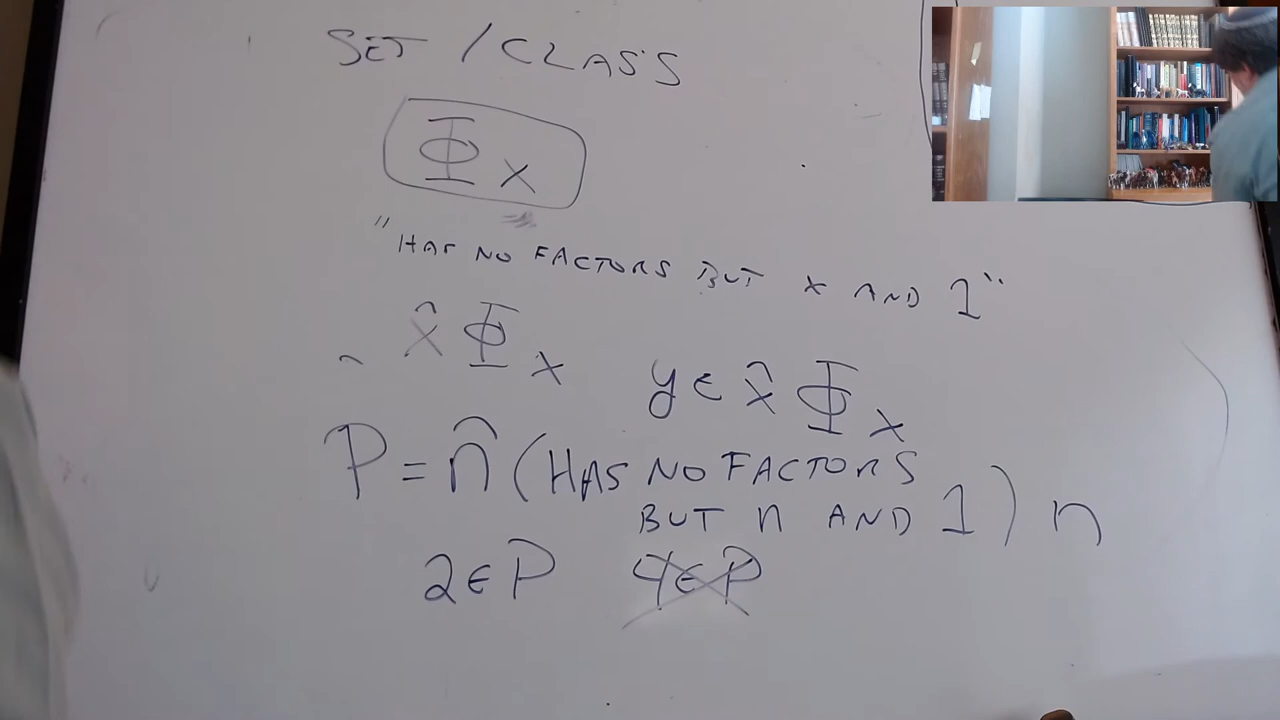 SET / CLASS
Φx
"HAS NO FACTORS BUT x AND 1"
x̂ Φx
y ∈ x̂ Φx
P = n̂ (HAS NO FACTORS
BUT n AND 1) n
2 ∈ P 4 ∈ P